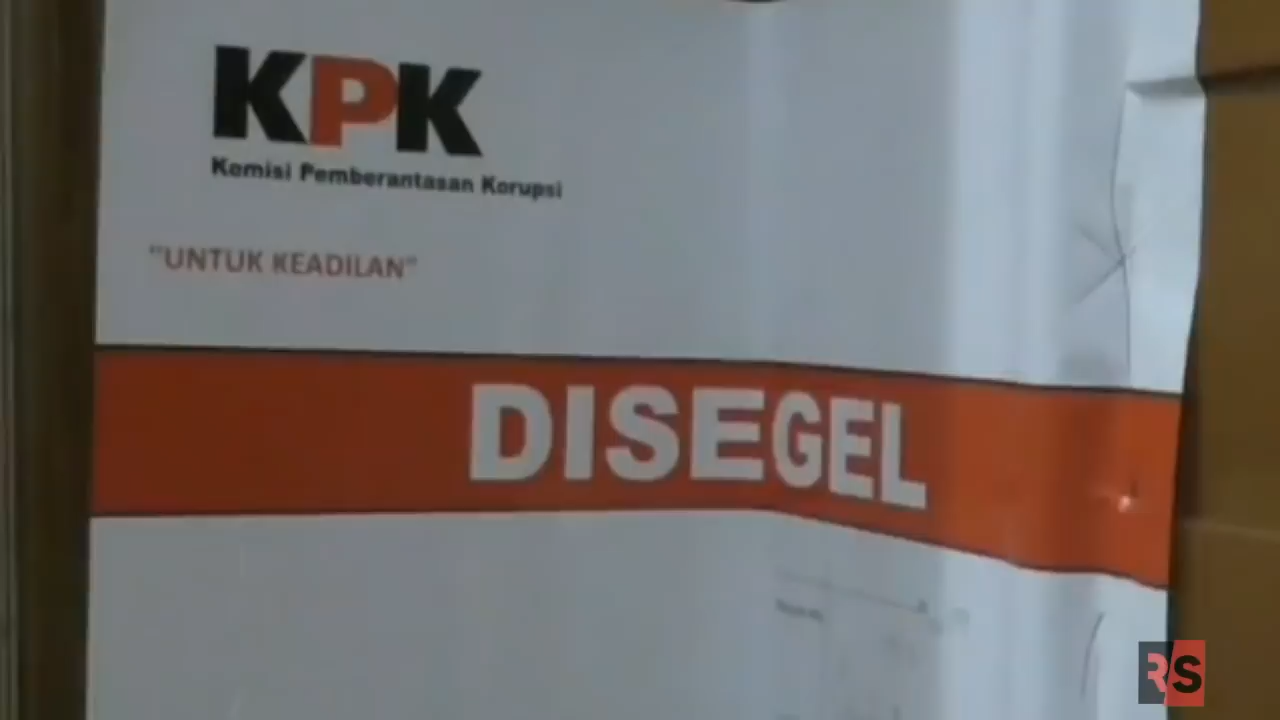 KPK
Komisi Pemberantasan Korupsi
"UNTUK KEADILAN"
DISEGEL
RS